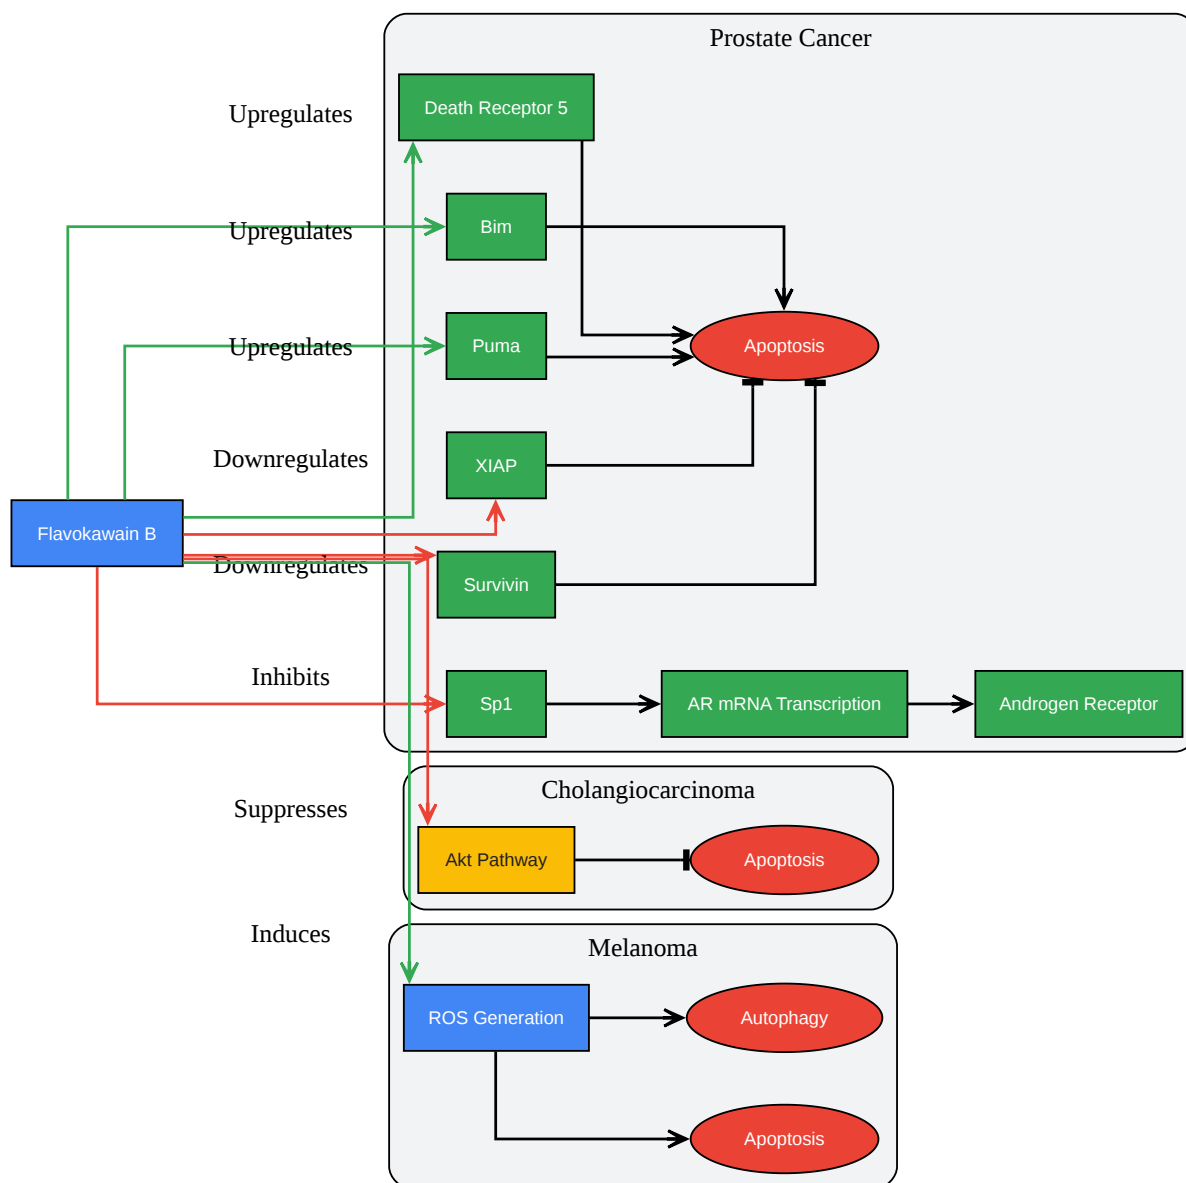 Prostate Cancer
Death Receptor 5
Upregulates
Bim
Upregulates
Puma
Upregulates
Apoptosis
Downregulates
XIAP
Flavokawain B
Downregulates
Survivin
Inhibits
Sp1
AR mRNA Transcription
Androgen Receptor
Cholangiocarcinoma
Suppresses
Akt Pathway
Apoptosis
Induces
Melanoma
ROS Generation
Autophagy
Apoptosis